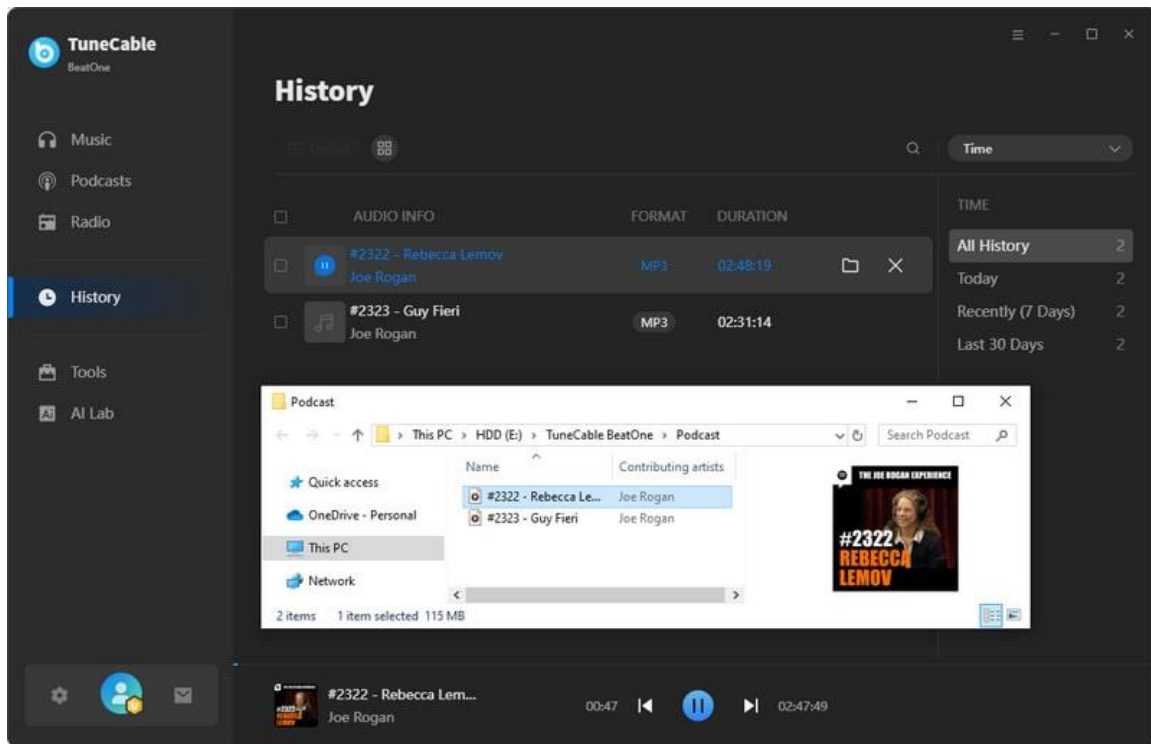 TuneCable
BeatOne
Music
Podcasts
Radio
History
Tools
AI Lab
History
Time
AUDIO INFO FORMAT DURATION
#2322 - Rebecca Lemov
Joe Rogan
MP3 02:48:19
#2323 - Guy Fieri
Joe Rogan
MP3 02:31:14
TIME
All History 2
Today 2
Recently (7 Days) 2
Last 30 Days 2
Podcast
This PC > HDD (E:) > TuneCable BeatOne > Podcast
Search Podcast
Quick access
OneDrive - Personal
This PC
Network
Name Contributing artists
#2322 - Rebecca Le... Joe Rogan
#2323 - Guy Fieri Joe Rogan
THE JOE ROGAN EXPERIENCE
#2322
REBECCA
LEMOV
2 items 1 item selected 115 MB
#2322 - Rebecca Lem...
Joe Rogan
00:47 02:47:49